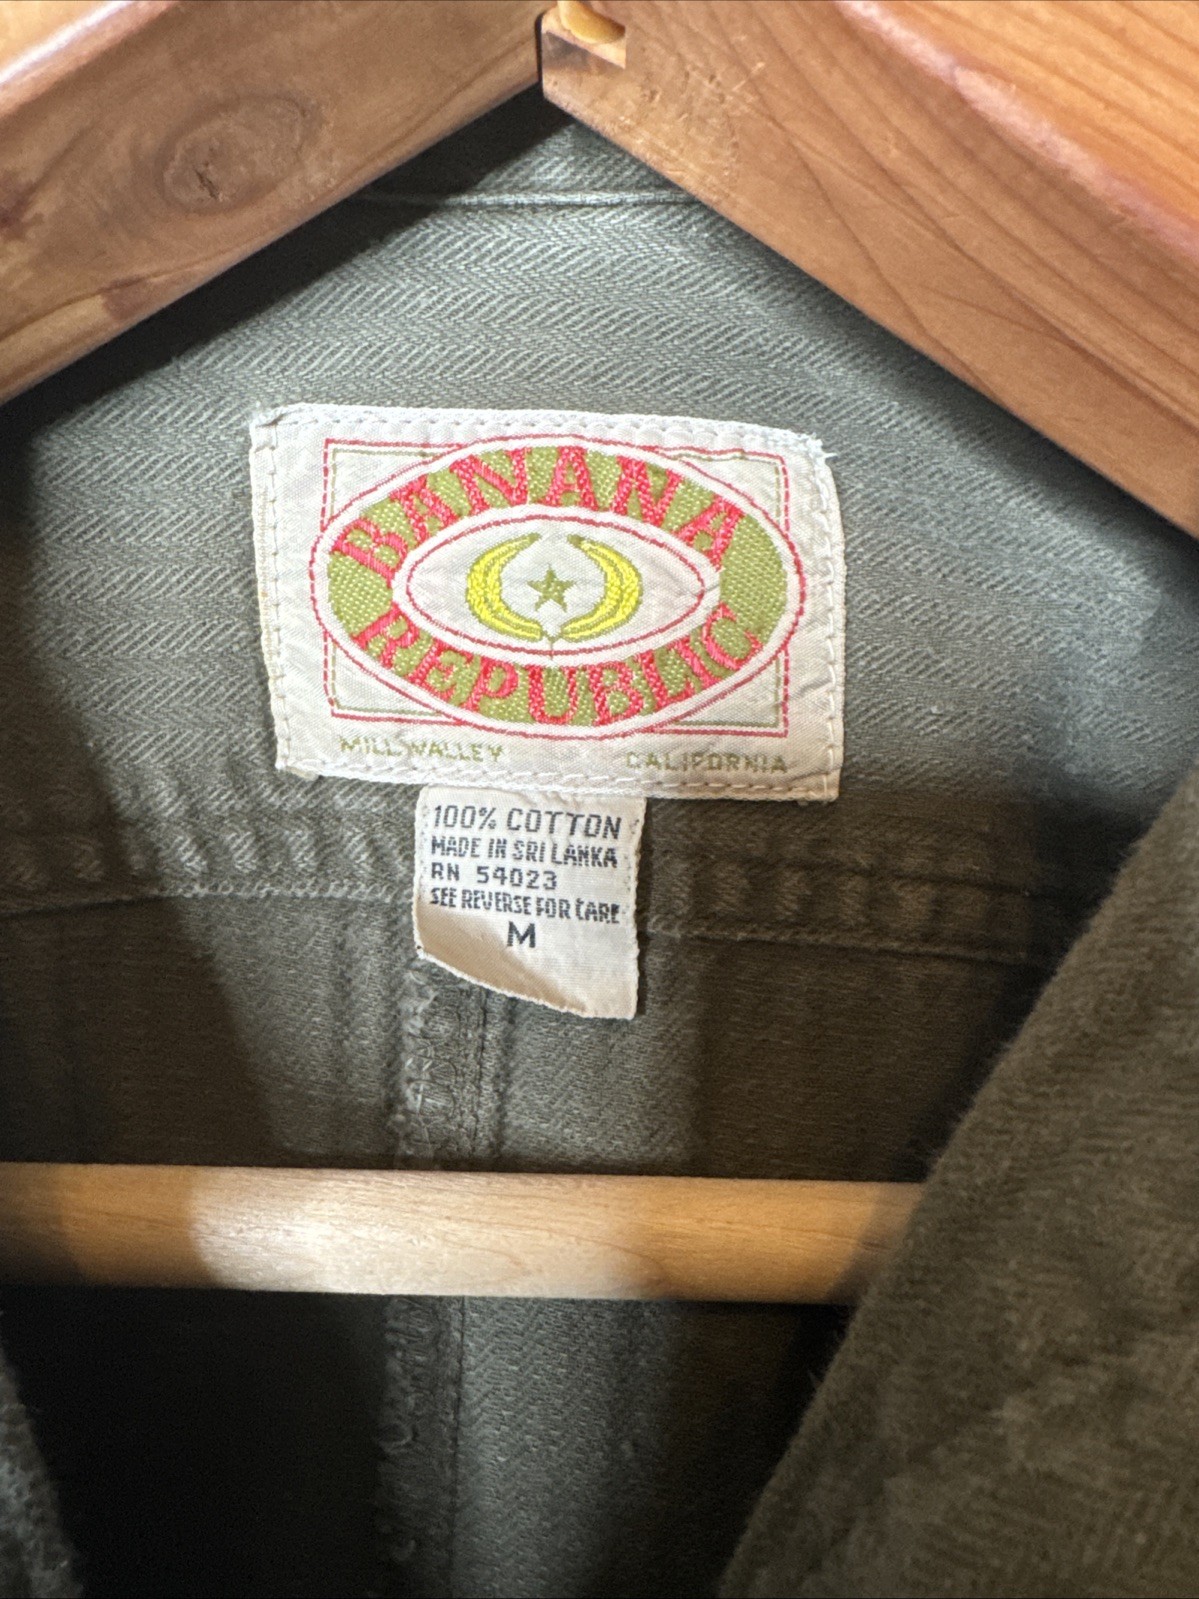 BANANA
REPUBLIC
MILL VALLEY CALIFORNIA
100% COTTON
MADE IN SRI LANKA
RN 54023
SEE REVERSE FOR CARE
M